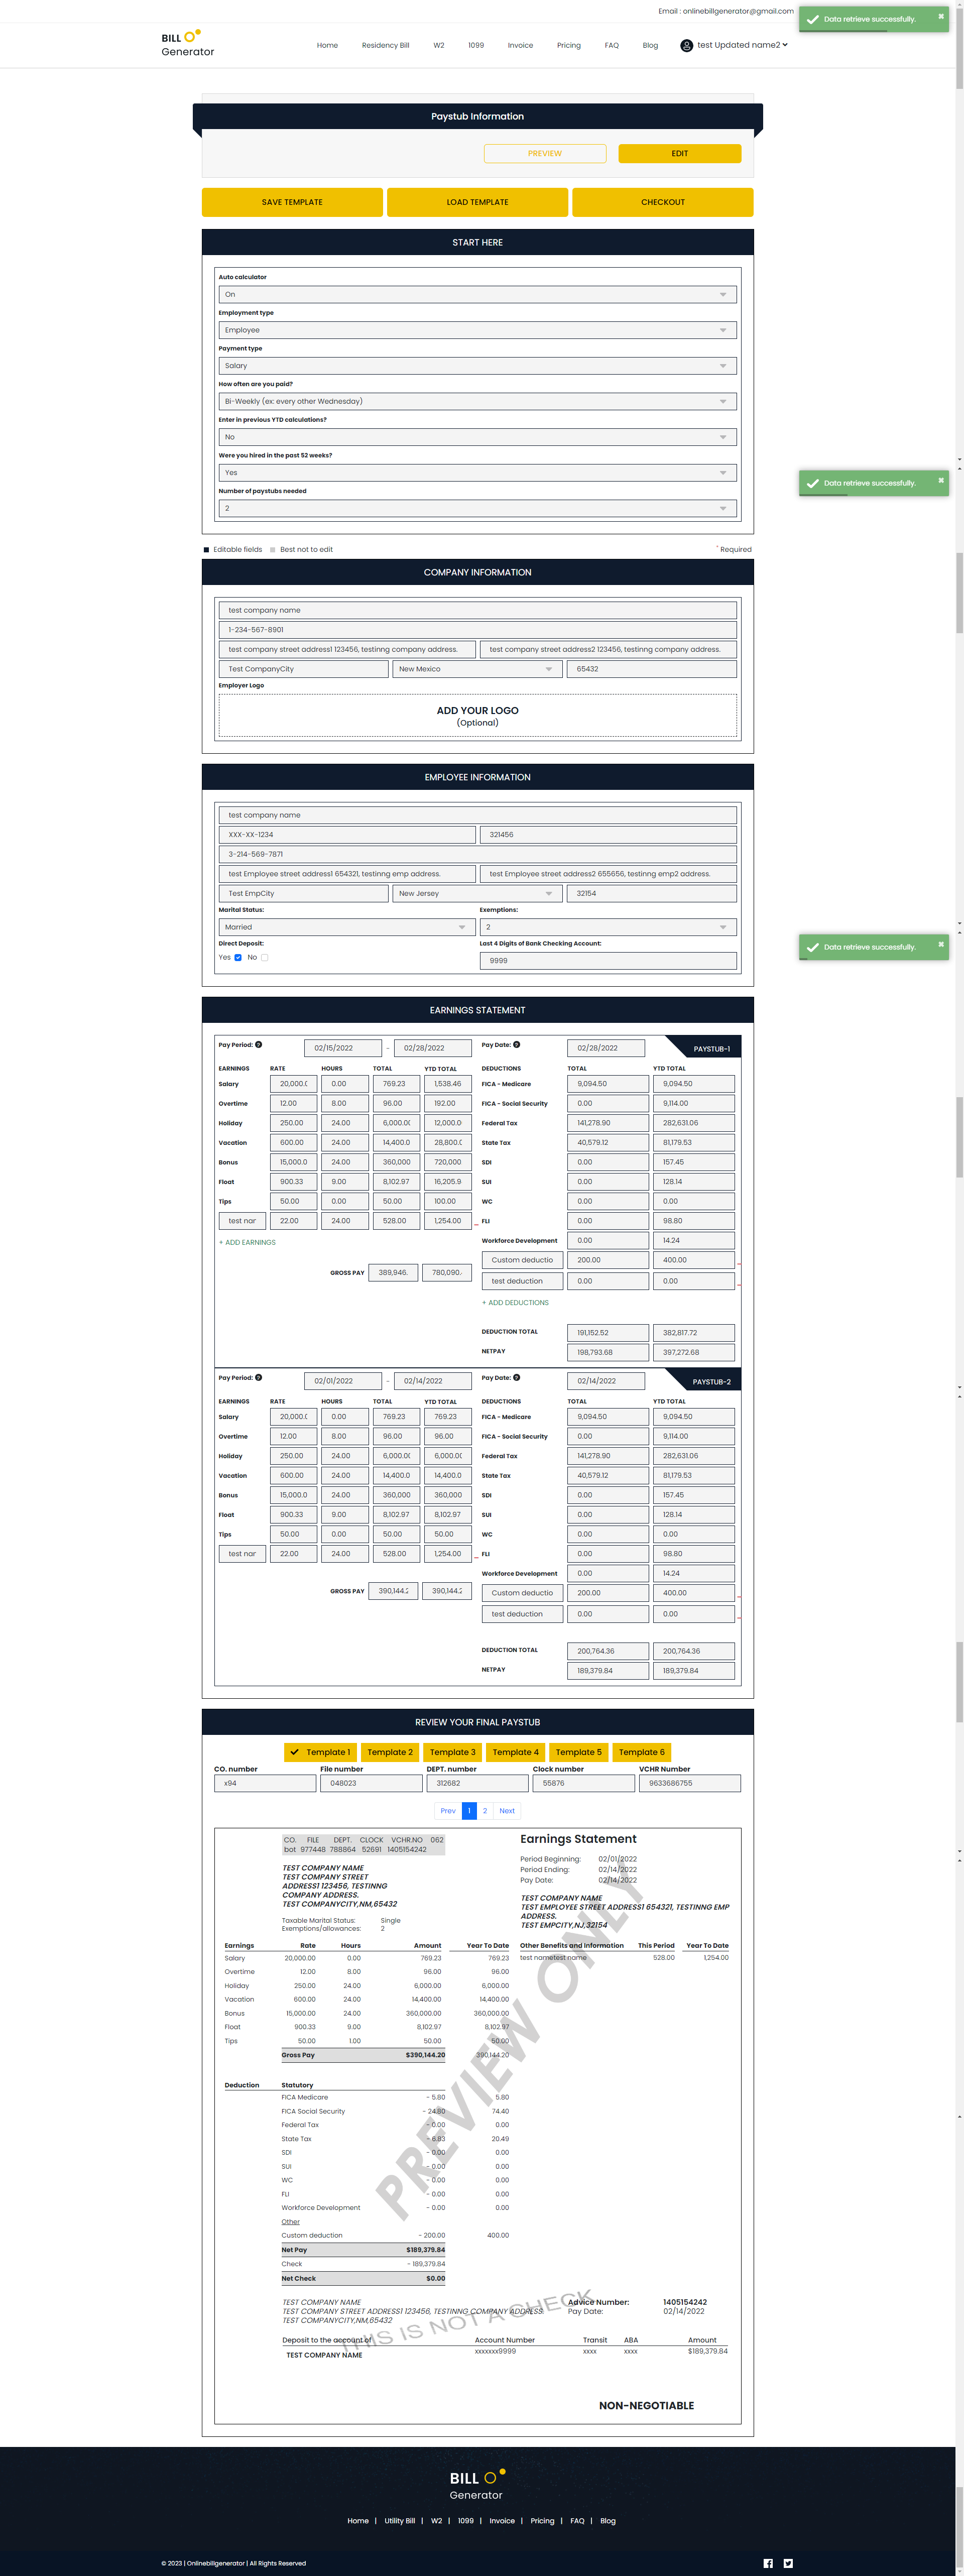 Email : onlinebillgenerator@gmail.com
Data retrieve successfully.
BILL
Generator
Home Residency Bill W2 1099 Invoice Pricing FAQ Blog test Updated name2
Paystub Information
PREVIEW EDIT
SAVE TEMPLATE LOAD TEMPLATE CHECKOUT
START HERE
Auto calculator
On
Employment type
Employee
Payment type
Salary
How often are you paid?
Bi-Weekly (ex: every other Wednesday)
Enter in previous YTD calculations?
No
Were you hired in the past 52 weeks?
Yes
Data retrieve successfully.
Number of paystubs needed
2
Editable fields Best not to edit * Required
COMPANY INFORMATION
test company name
1-234-567-8901
test company street address1 123456, testinng company address. test company street address2 123456, testinng company address.
Test CompanyCity New Mexico 65432
Employer Logo
ADD YOUR LOGO
(Optional)
EMPLOYEE INFORMATION
test company name
XXX-XX-1234 321456
3-214-569-7871
test Employee street address1 654321, testinng emp address. test Employee street address2 655656, testinng emp2 address.
Test EmpCity New Jersey 32154
Marital Status: Exemptions:
Married 2
Direct Deposit: Last 4 Digits of Bank Checking Account:
Data retrieve successfully.
Yes No 9999
EARNINGS STATEMENT
Pay Period: ? 02/15/2022 - 02/28/2022 Pay Date: ? 02/28/2022 PAYSTUB-1
EARNINGS RATE HOURS TOTAL YTD TOTAL DEDUCTIONS TOTAL YTD TOTAL
Salary 20,000.( 0.00 769.23 1,538.46 FICA - Medicare 9,094.50 9,094.50
Overtime 12.00 8.00 96.00 192.00 FICA - Social Security 0.00 9,114.00
Holiday 250.00 24.00 6,000.0( 12,000.0 Federal Tax 141,278.90 282,631.06
Vacation 600.00 24.00 14,400.0 28,800.( State Tax 40,579.12 81,179.53
Bonus 15,000.0 24.00 360,000 720,000 SDI 0.00 157.45
Float 900.33 9.00 8,102.97 16,205.9 SUI 0.00 128.14
Tips 50.00 0.00 50.00 100.00 WC 0.00 0.00
test nar 22.00 24.00 528.00 1,254.00 FLI 0.00 98.80
+ ADD EARNINGS Workforce Development 0.00 14.24
Custom deductio 200.00 400.00
GROSS PAY 389,946. 780,090. test deduction 0.00 0.00
+ ADD DEDUCTIONS
DEDUCTION TOTAL 191,152.52 382,817.72
NETPAY 198,793.68 397,272.68
Pay Period: ? 02/01/2022 - 02/14/2022 Pay Date: ? 02/14/2022 PAYSTUB-2
EARNINGS RATE HOURS TOTAL YTD TOTAL DEDUCTIONS TOTAL YTD TOTAL
Salary 20,000.( 0.00 769.23 769.23 FICA - Medicare 9,094.50 9,094.50
Overtime 12.00 8.00 96.00 96.00 FICA - Social Security 0.00 9,114.00
Holiday 250.00 24.00 6,000.0( 6,000.0( Federal Tax 141,278.90 282,631.06
Vacation 600.00 24.00 14,400.0 14,400.0 State Tax 40,579.12 81,179.53
Bonus 15,000.0 24.00 360,000 360,000 SDI 0.00 157.45
Float 900.33 9.00 8,102.97 8,102.97 SUI 0.00 128.14
Tips 50.00 0.00 50.00 50.00 WC 0.00 0.00
test nar 22.00 24.00 528.00 1,254.00 FLI 0.00 98.80
Workforce Development 0.00 14.24
GROSS PAY 390,144.2 390,144.2 Custom deductio 200.00 400.00
test deduction 0.00 0.00
DEDUCTION TOTAL 200,764.36 200,764.36
NETPAY 189,379.84 189,379.84
REVIEW YOUR FINAL PAYSTUB
Template 1 Template 2 Template 3 Template 4 Template 5 Template 6
CO. number File number DEPT. number Clock number VCHR Number
x94 048023 312682 55876 9633686755
Prev 1 2 Next
CO. FILE DEPT. CLOCK VCHR.NO 062
bot 977448 788864 52691 1405154242
Earnings Statement
Period Beginning: 02/01/2022
Period Ending: 02/14/2022
Pay Date: 02/14/2022
TEST COMPANY NAME
TEST COMPANY STREET
ADDRESS1 123456, TESTINNG
COMPANY ADDRESS.
TEST COMPANYCITY,NM,65432
TEST COMPANY NAME
TEST EMPLOYEE STREET ADDRESS1 654321, TESTINNG EMP
ADDRESS.
TEST EMPCITY,NJ,32154
Taxable Marital Status: Single
Exemptions/allowances: 2
Earnings Rate Hours Amount Year To Date Other Benefits and Information This Period Year To Date
Salary 20,000.00 0.00 769.23 769.23 test nametest name 528.00 1,254.00
Overtime 12.00 8.00 96.00 96.00
Holiday 250.00 24.00 6,000.00 6,000.00
Vacation 600.00 24.00 14,400.00 14,400.00
Bonus 15,000.00 24.00 360,000.00 360,000.00
Float 900.33 9.00 8,102.97 8,102.97
Tips 50.00 1.00 50.00 50.00
Gross Pay $390,144.20 390,144.20
Deduction Statutory
FICA Medicare - 5.80 5.80
FICA Social Security - 24.80 74.40
Federal Tax - 0.00 0.00
State Tax - 6.83 20.49
SDI - 0.00 0.00
SUI - 0.00 0.00
WC - 0.00 0.00
FLI - 0.00 0.00
Workforce Development - 0.00 0.00
Other
Custom deduction - 200.00 400.00
Net Pay $189,379.84
Check - 189,379.84
Net Check $0.00
PREVIEW ONLY
TEST COMPANY NAME
TEST COMPANY STREET ADDRESS1 123456, TESTINNG COMPANY ADDRESS.
TEST COMPANYCITY,NM,65432
Advice Number: 1405154242
Pay Date: 02/14/2022
THIS IS NOT A CHECK
Deposit to the account of Account Number Transit ABA Amount
TEST COMPANY NAME xxxxxxx9999 xxxx xxxx $189,379.84
NON-NEGOTIABLE
BILL
Generator
Home | Utility Bill | W2 | 1099 | Invoice | Pricing | FAQ | Blog
© 2023 | Onlinebillgenerator | All Rights Reserved